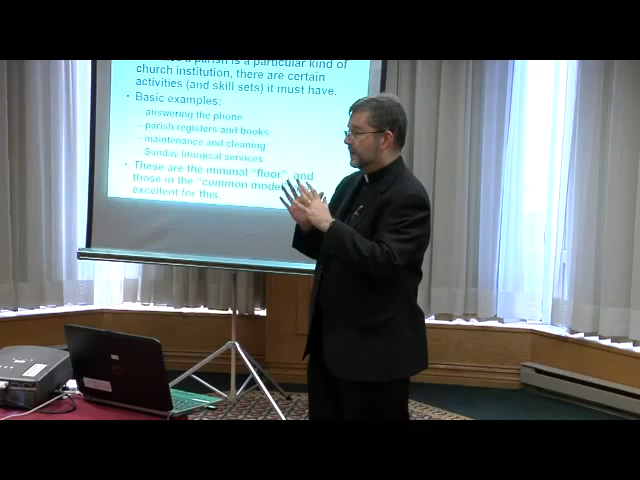 a parish is a particular kind of
church institution, there are certain
activities (and skill sets) it must have.
• Basic examples:
– answering the phone
– parish registers and books
– maintenance and cleaning
– Sunday liturgical services
• These are the minimal "floor", and
those in the "common
excellent for this.